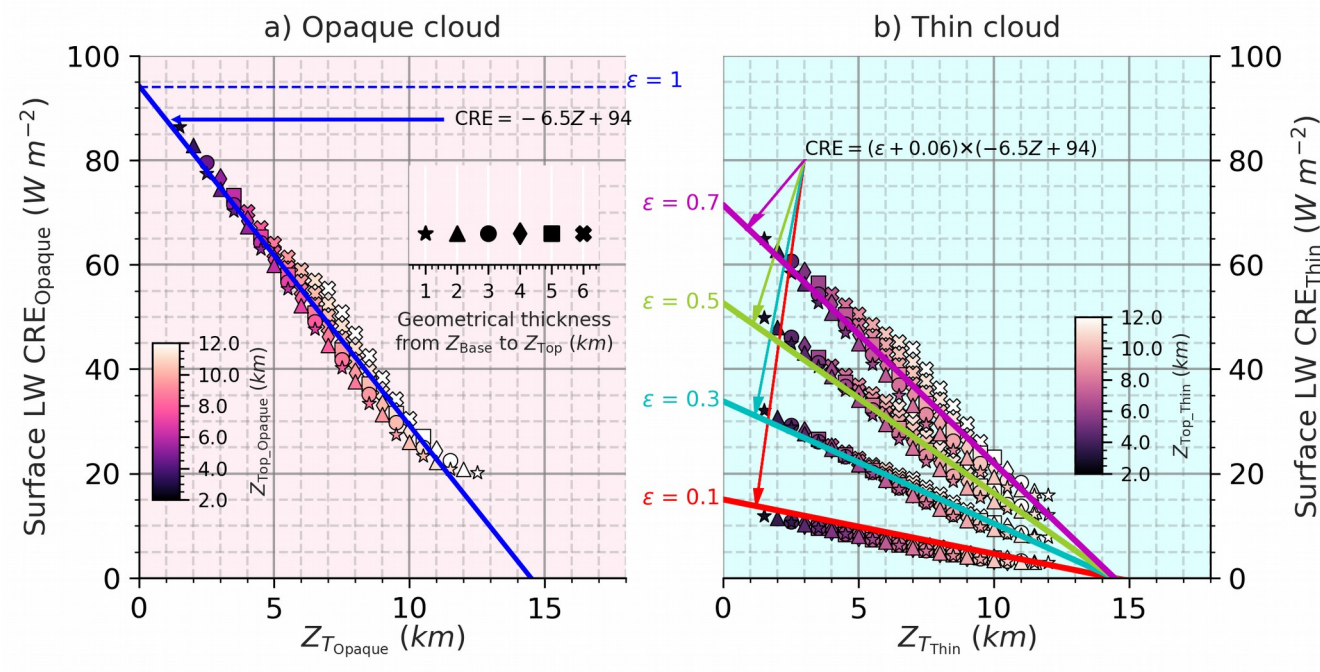 a) Opaque cloud
Surface LW CRE_Opaque (W m⁻²)
100
80
60
40
20
0
0
5
10
15
Z_T_Opaque (km)
ε = 1
CRE = − 6.5Z + 94
1 2 3 4 5 6
Geometrical thickness
from Z_Base to Z_Top (km)
12.0
10.0
8.0
6.0
4.0
2.0
Z_Top_Opaque (km)
b) Thin cloud
CRE = (ε + 0.06)×(−6.5Z + 94)
ε = 0.7
ε = 0.5
ε = 0.3
ε = 0.1
12.0
10.0
8.0
6.0
4.0
2.0
Z_Top_Thin (km)
100
80
60
40
20
0
Surface LW CRE_Thin (W m⁻²)
0
5
10
15
Z_T_Thin (km)